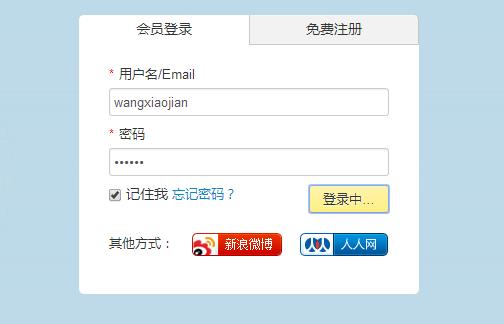 会员登录 免费注册
* 用户名/Email
wangxiaojian
* 密码
••••••
记住我 忘记密码？ 登录中...
其他方式： 新浪微博 人人网